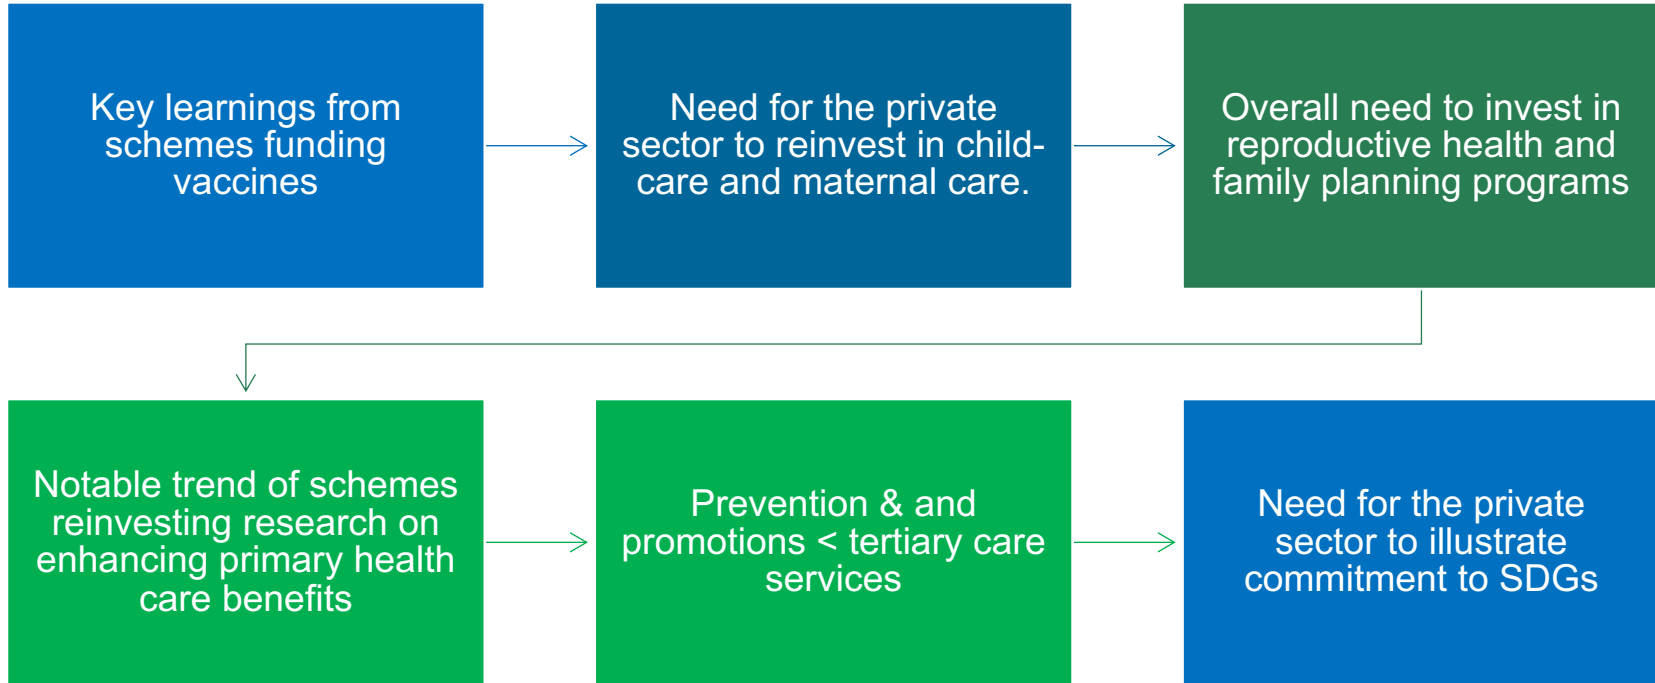 Key learnings from
schemes funding
vaccines
Need for the private
sector to reinvest in child-
care and maternal care.
Overall need to invest in
reproductive health and
family planning programs
Notable trend of schemes
reinvesting research on
enhancing primary health
care benefits
Prevention & and
promotions < tertiary care
services
Need for the private
sector to illustrate
commitment to SDGs